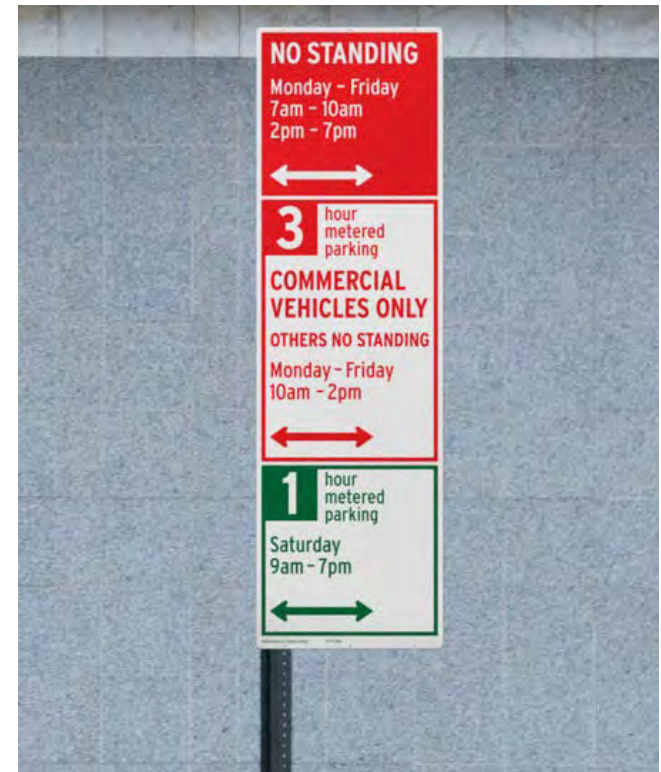 NO STANDING
Monday – Friday
7am – 10am
2pm – 7pm
3 hour
metered
parking
COMMERCIAL
VEHICLES ONLY
OTHERS NO STANDING
Monday – Friday
10am – 2pm
1 hour
metered
parking
Saturday
9am – 7pm